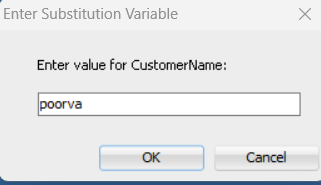 Enter Substitution Variable
Enter value for CustomerName:
poorva
OK Cancel